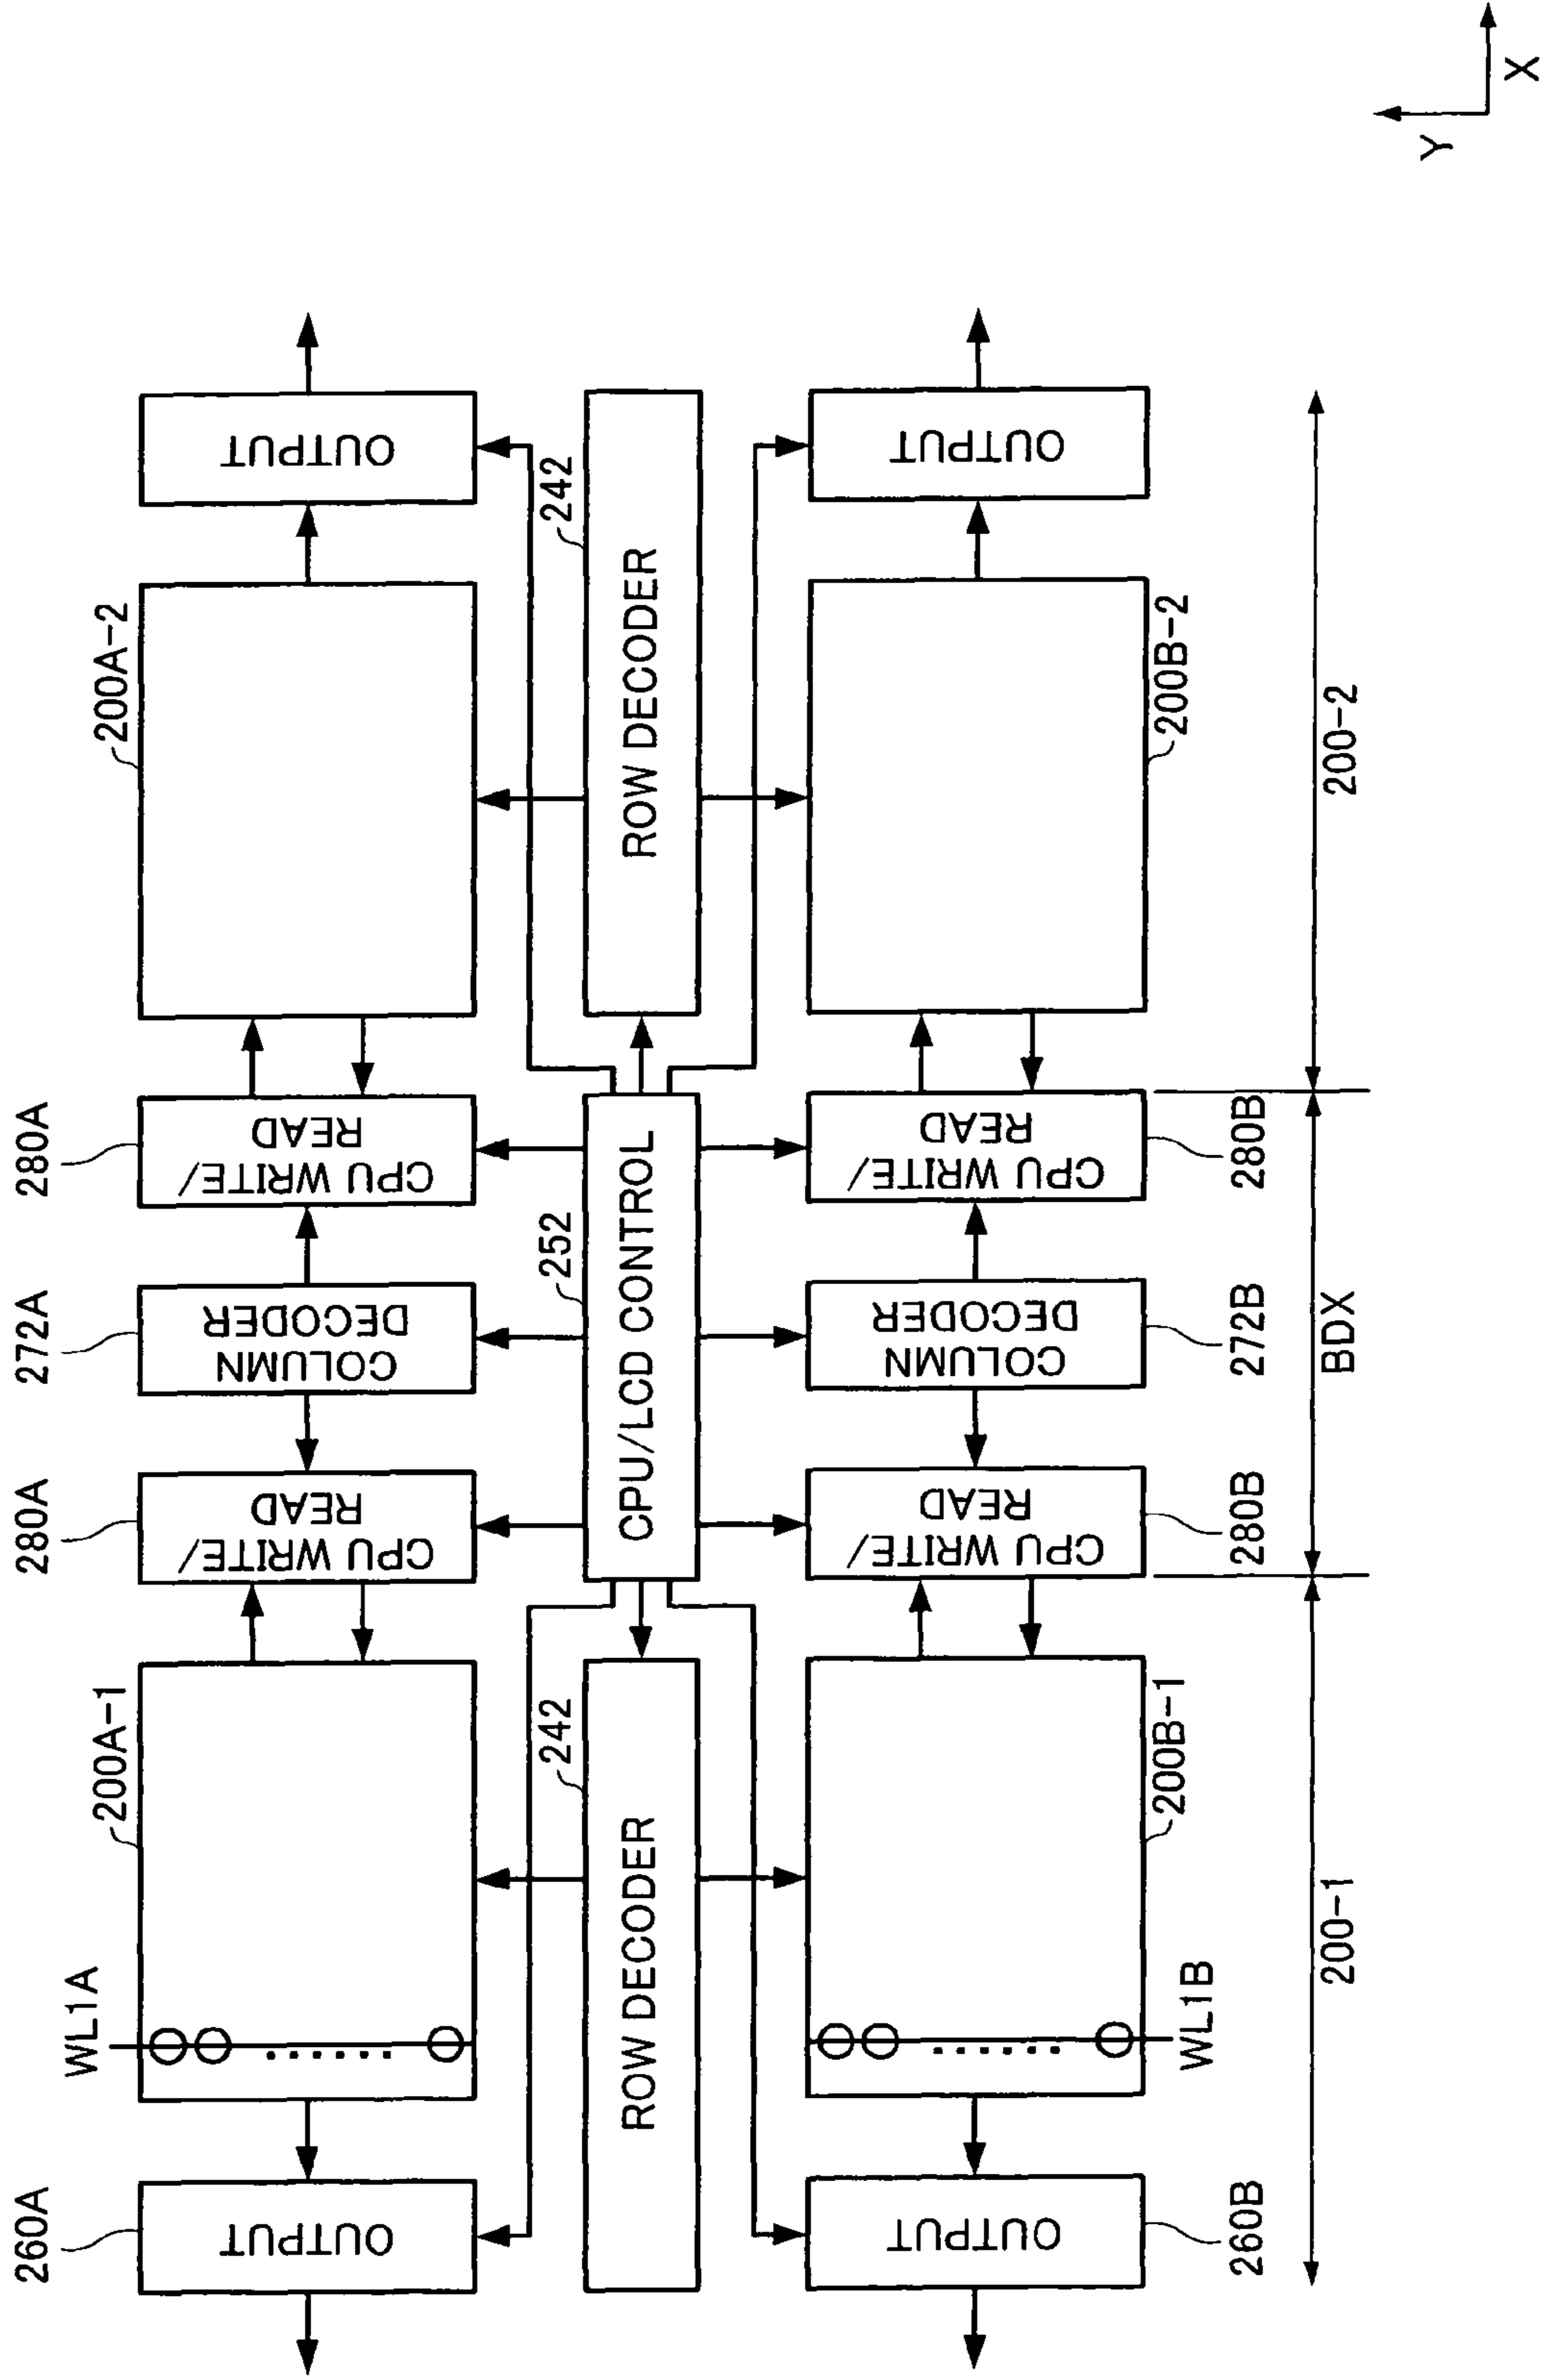 260A
280A
272A
280A
WL1A
200A-1
200A-2
OUTPUT
CPU WRITE/
READ
COLUMN
DECODER
CPU WRITE/
READ
OUTPUT
242
252
242
ROW DECODER
CPU/LCD CONTROL
ROW DECODER
OUTPUT
CPU WRITE/
READ
COLUMN
DECODER
CPU WRITE/
READ
OUTPUT
WL1B
200B-1
200B-2
260B
280B
272B
280B
200-1
BDX
200-2
Y
X